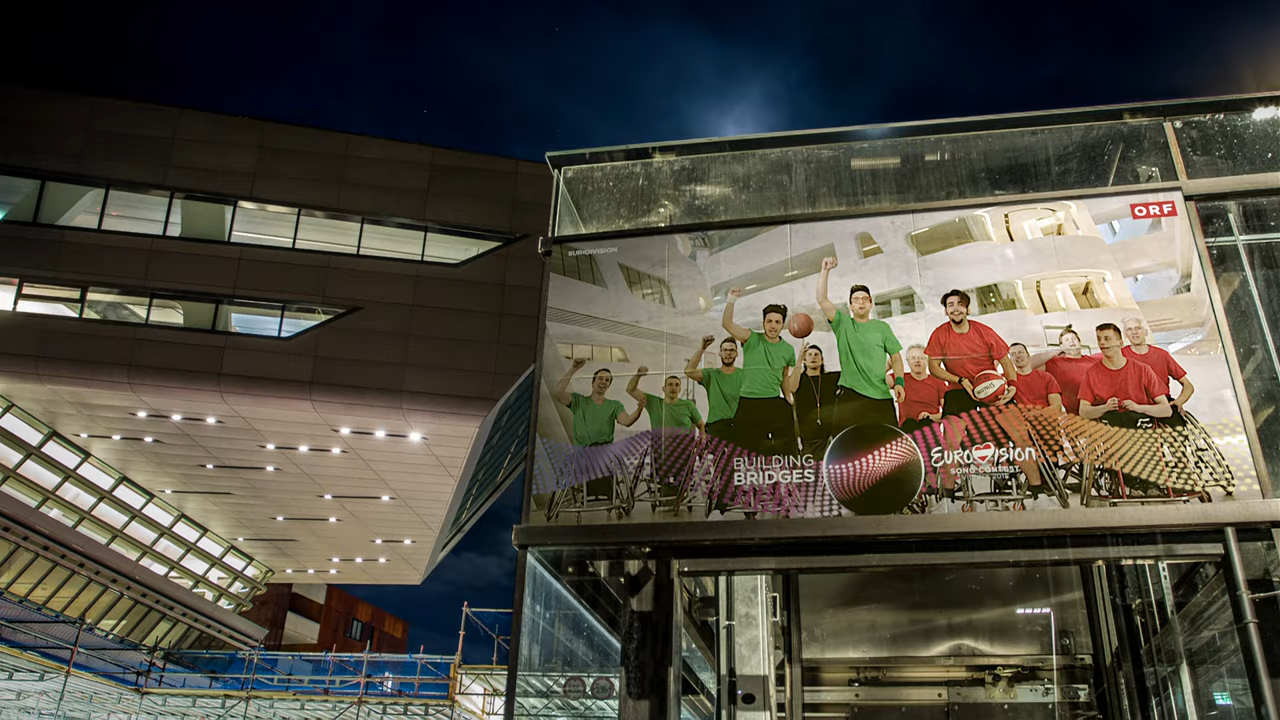 EUROVISION
ORF
BUILDING
BRIDGES
EUROVISION
SONG CONTEST